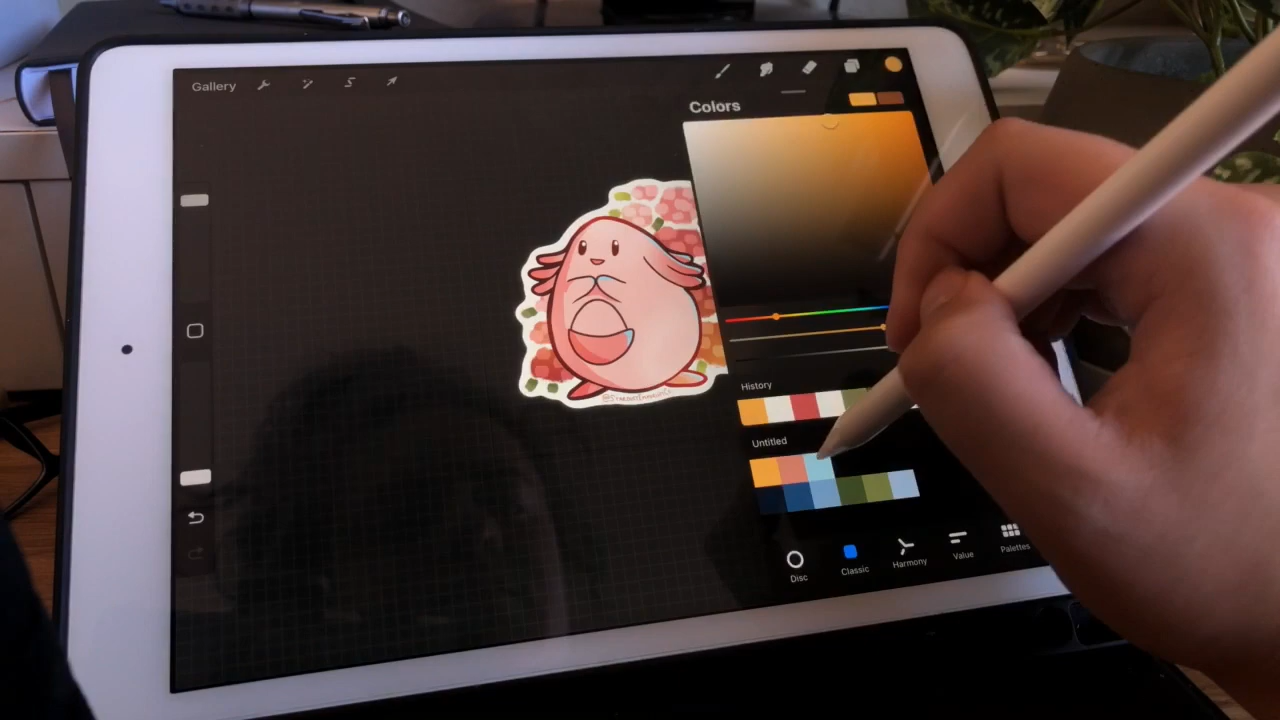 Gallery
Colors
History
Untitled
Disc
Classic
Harmony
Value
Palettes